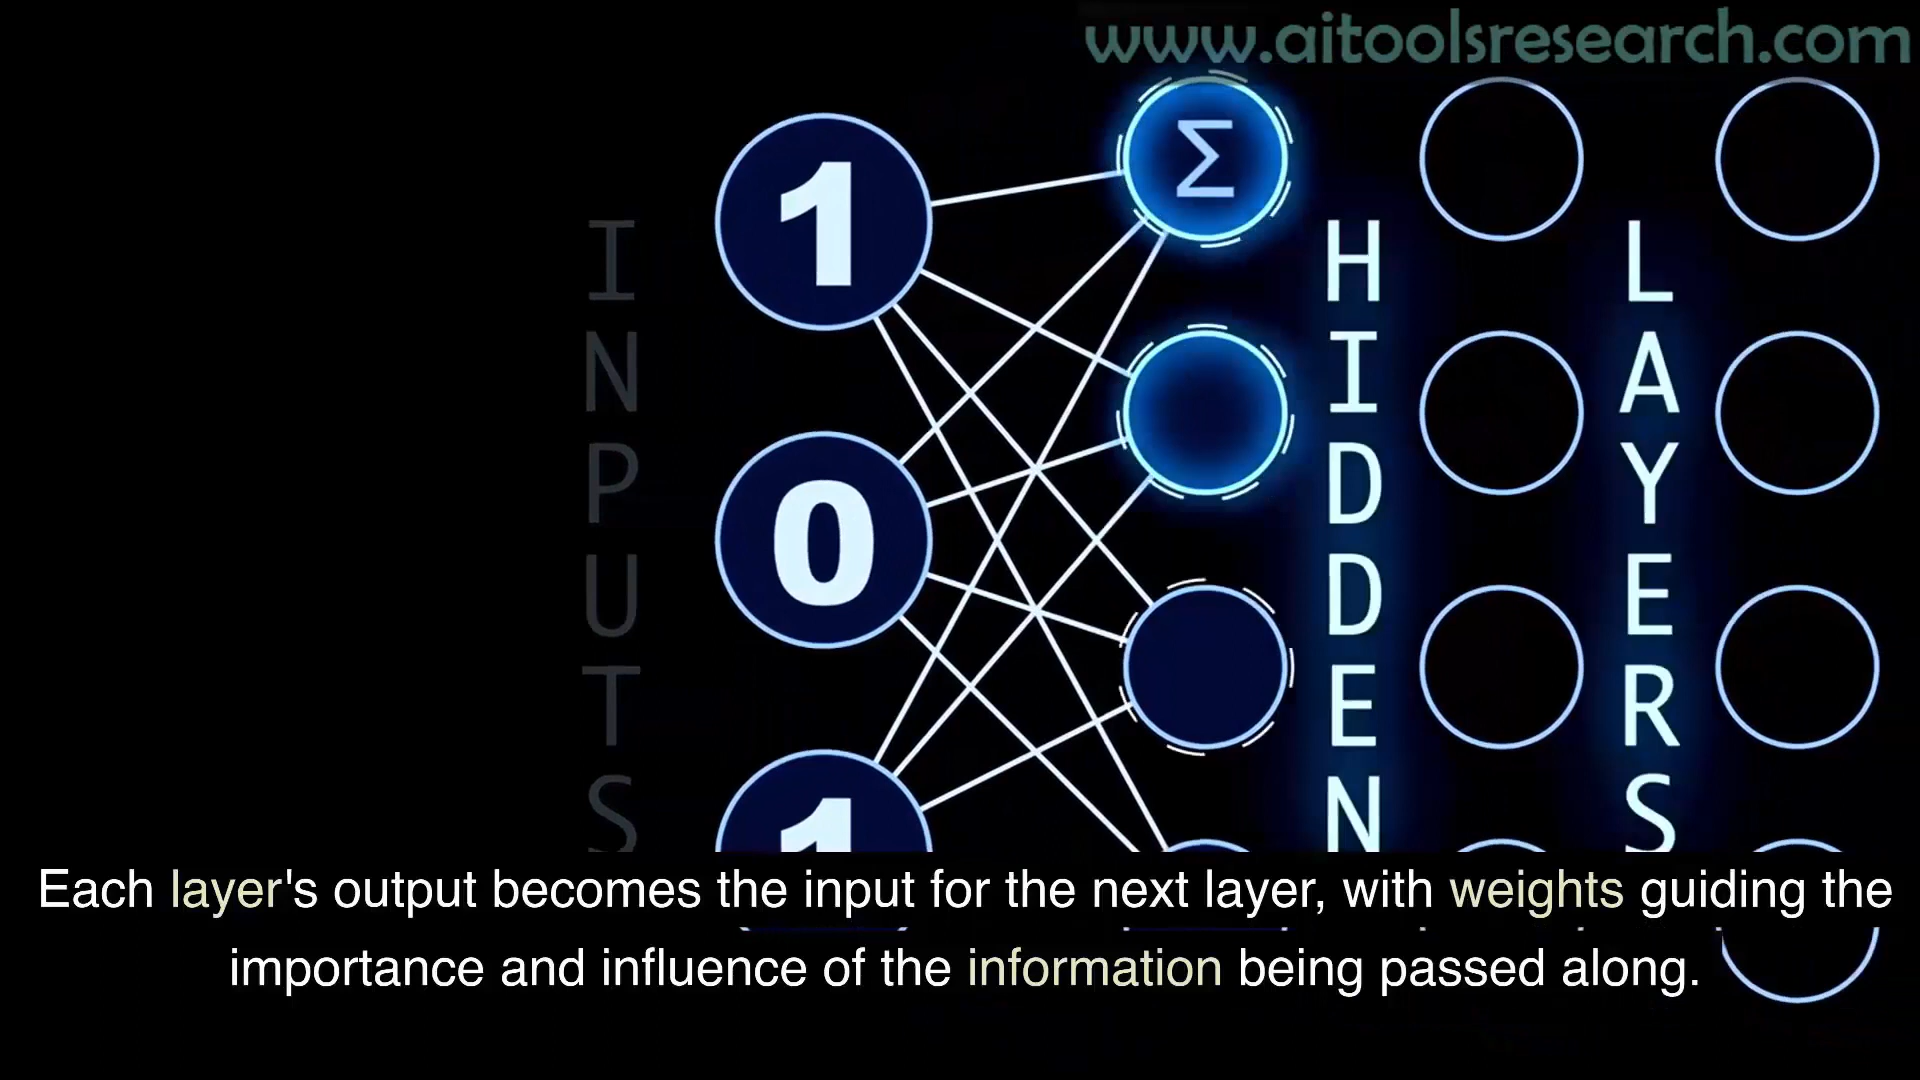 www.aitoolsresearch.com
1
0
1
Σ
INPUTS
HIDDEN
LAYERS
Each layer's output becomes the input for the next layer, with weights guiding the
importance and influence of the information being passed along.